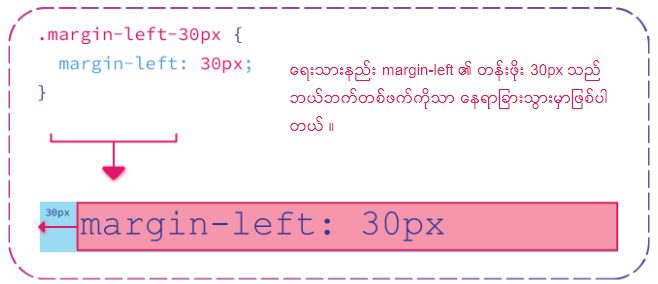 .margin-left-30px {
margin-left: 30px;
}
ရေးသားနည်း margin-left ၏ တန်းဖိုး 30px သည်
ဘယ်ဘက်တစ်ဖက်ကိုသာ နေရာခြားသွားမှာဖြစ်ပါ
တယ် ။
30px
margin-left: 30px